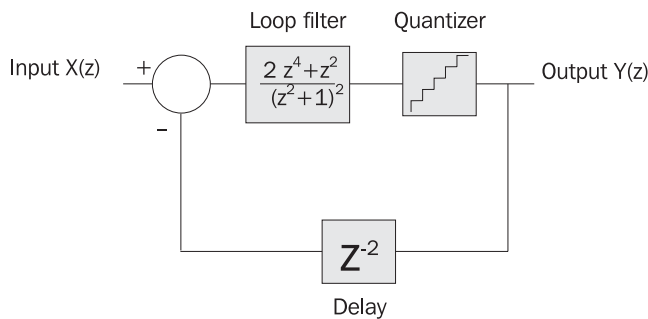 Loop filter
Quantizer
Input X(z)
+
2 z⁴+z²
(z²+1)²
Output Y(z)
−
Z⁻²
Delay